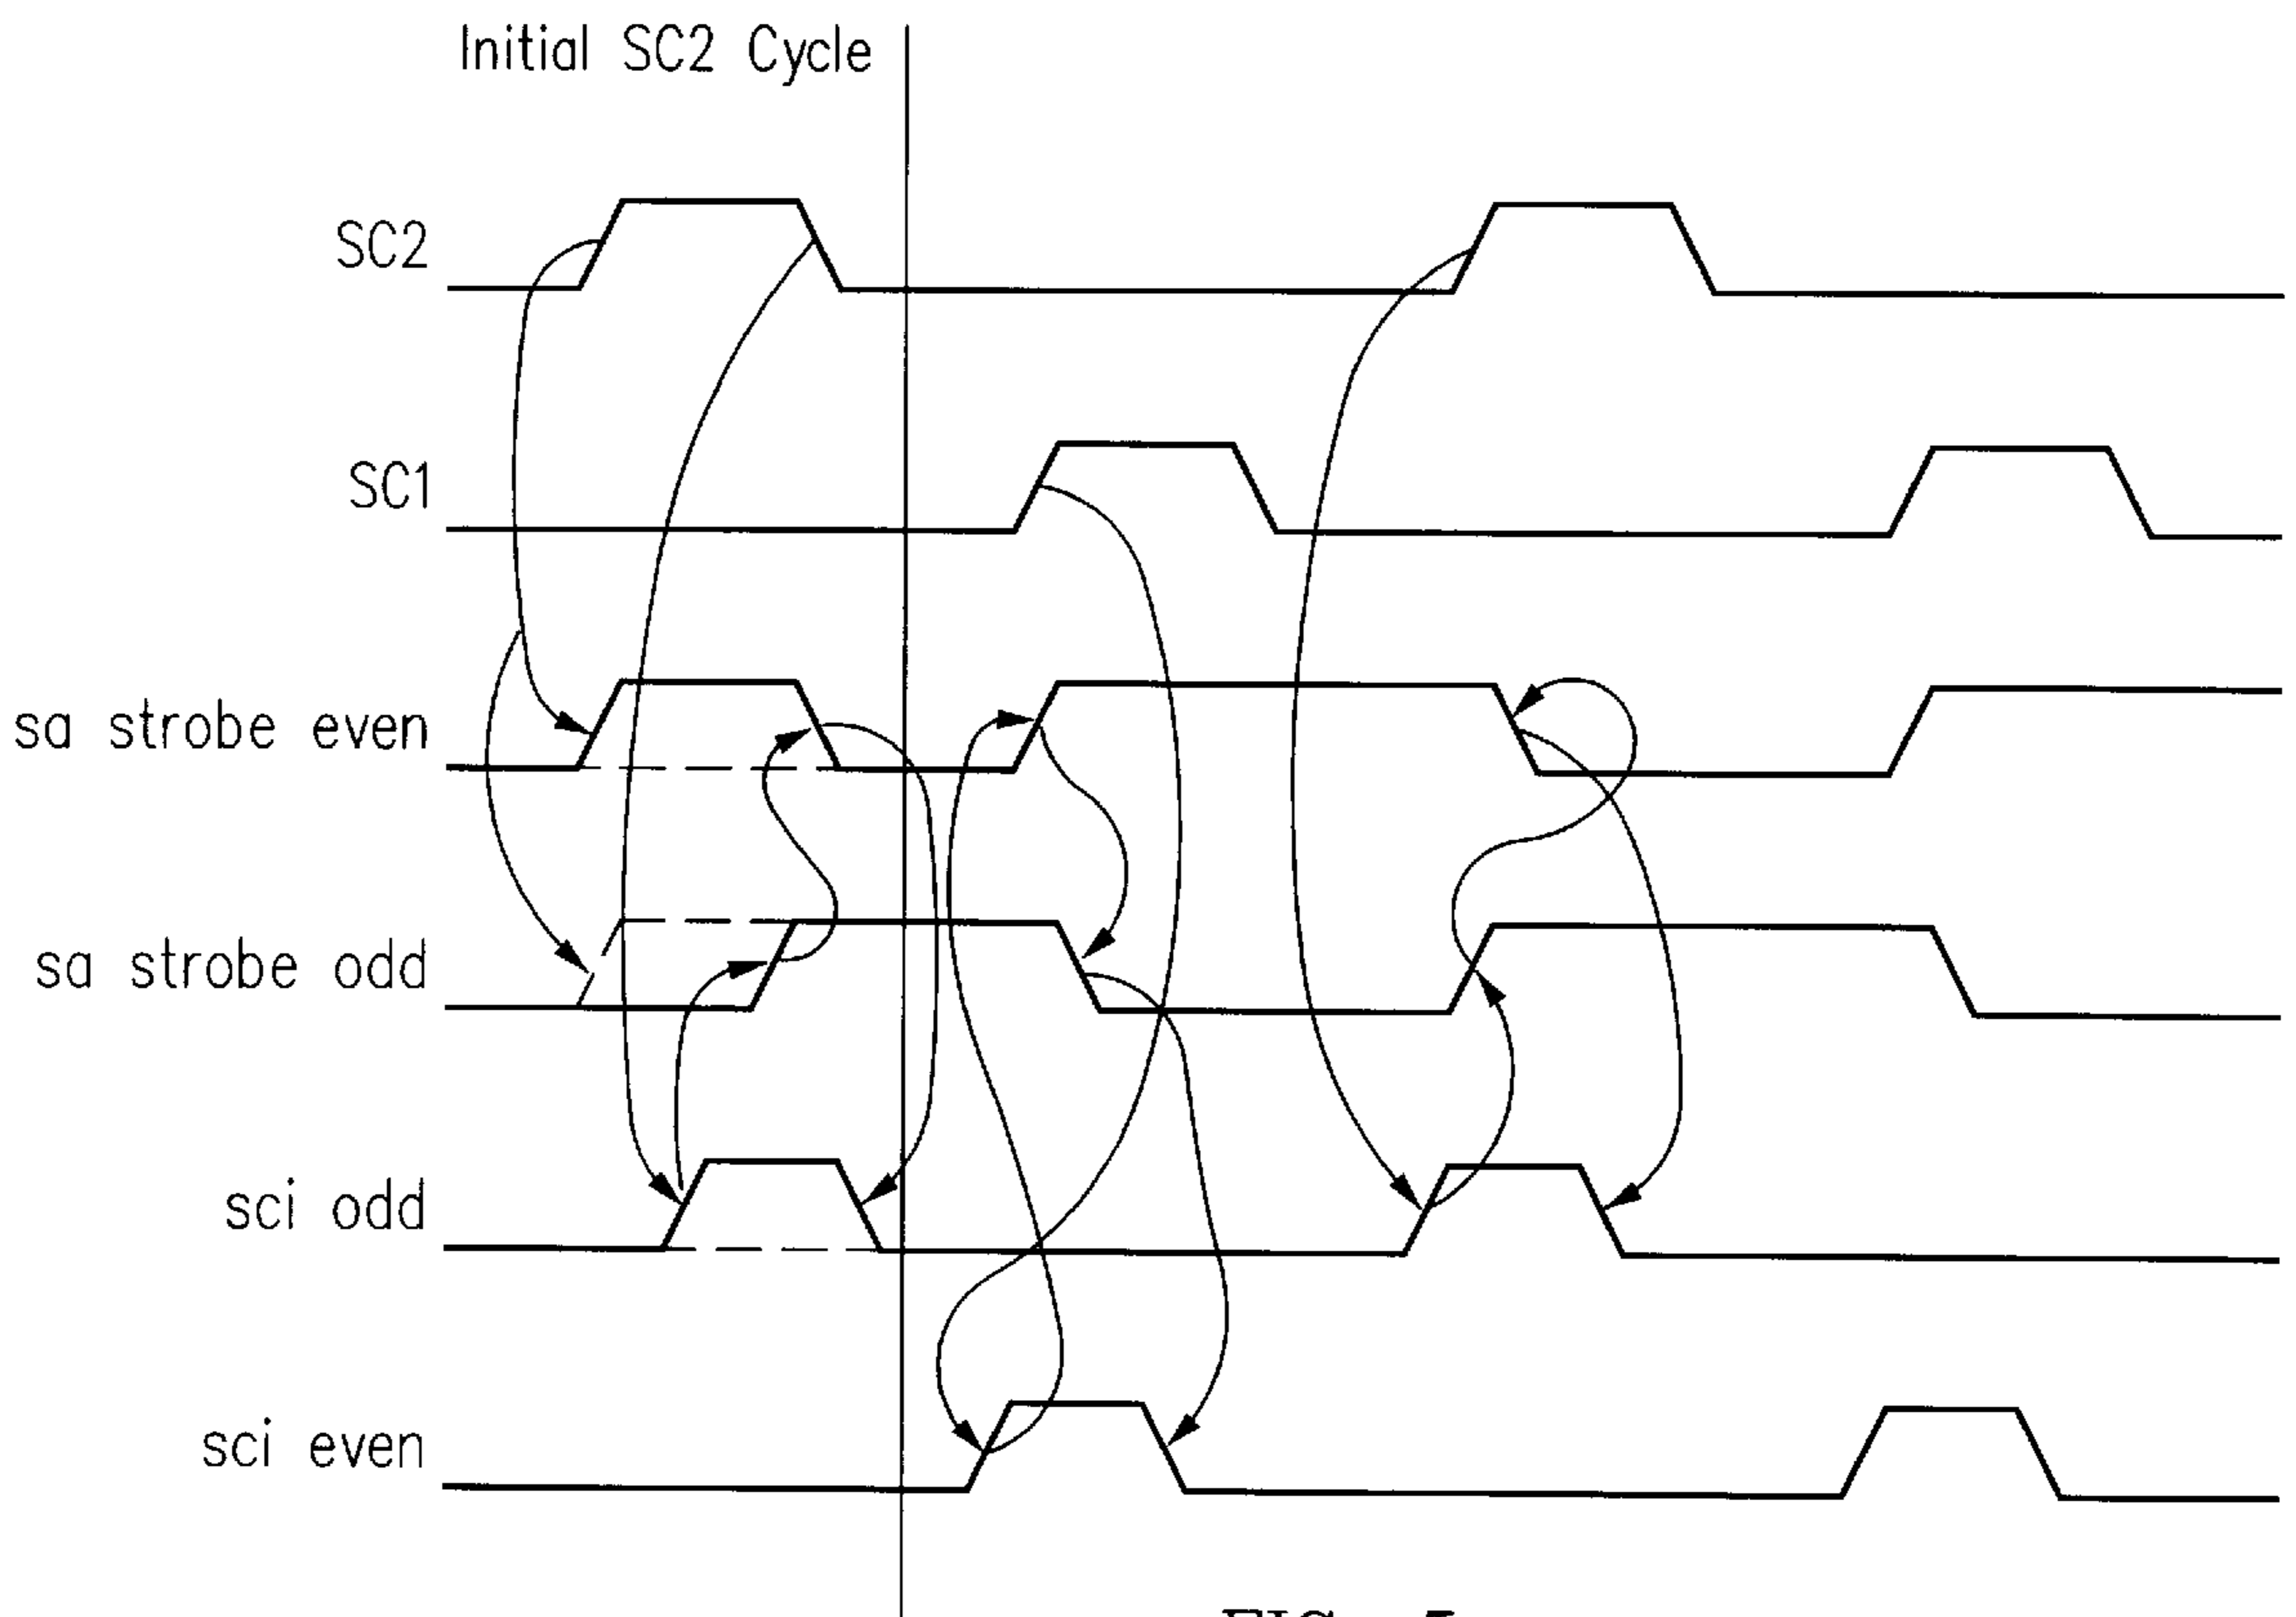 Initial SC2 Cycle
SC2
SC1
sa strobe even
sa strobe odd
sci odd
sci even